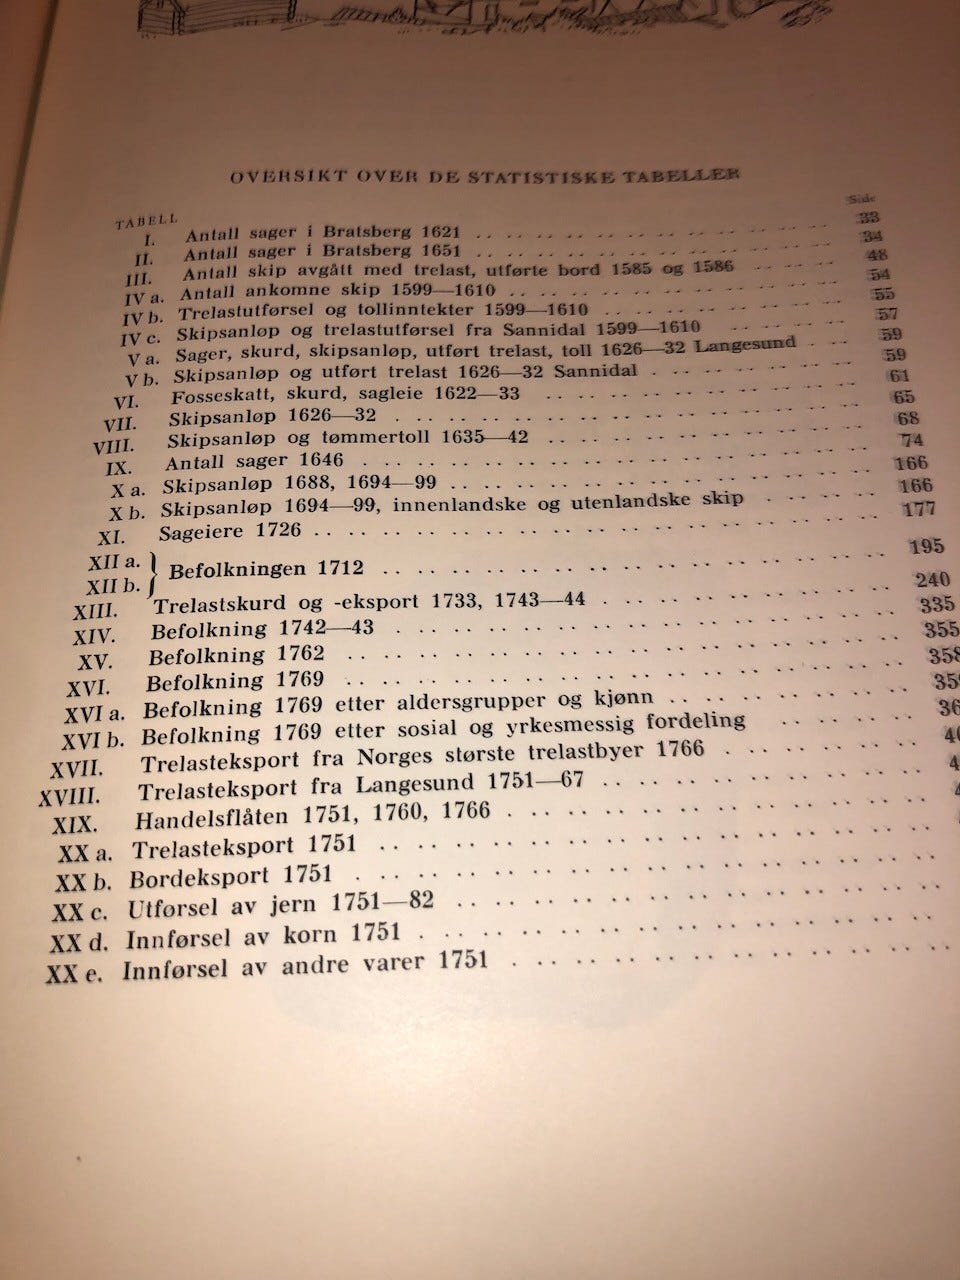 OVERSIKT OVER DE STATISTISKE TABELLER
TABELL Side
I. Antall sager i Bratsberg 1621 33
II. Antall sager i Bratsberg 1651 34
III. Antall skip avgått med trelast, utførte bord 1585 og 1586 48
IV a. Antall ankomne skip 1599—1610 54
IV b. Trelastutførsel og tollinntekter 1599—1610 55
IV c. Skipsanløp og trelastutførsel fra Sannidal 1599—1610 57
V a. Sager, skurd, skipsanløp, utført trelast, toll 1626—32 Langesund 59
V b. Skipsanløp og utført trelast 1626—32 Sannidal 59
VI. Fosseskatt, skurd, sagleie 1622—33 61
VII. Skipsanløp 1626—32 65
VIII. Skipsanløp og tømmertoll 1635—42 68
IX. Antall sager 1646 74
X a. Skipsanløp 1688, 1694—99 166
X b. Skipsanløp 1694—99, innenlandske og utenlandske skip 166
XI. Sageiere 1726 177
XII a.
XII b. Befolkningen 1712 195
XIII. Trelastskurd og -eksport 1733, 1743—44 240
XIV. Befolkning 1742—43 335
XV. Befolkning 1762 355
XVI. Befolkning 1769 358
XVI a. Befolkning 1769 etter aldersgrupper og kjønn
XVI b. Befolkning 1769 etter sosial og yrkesmessig fordeling
XVII. Trelasteksport fra Norges største trelastbyer 1766
XVIII. Trelasteksport fra Langesund 1751—67
XIX. Handelsflåten 1751, 1760, 1766
XX a. Trelasteksport 1751
XX b. Bordeksport 1751
XX c. Utførsel av jern 1751—82
XX d. Innførsel av korn 1751
XX e. Innførsel av andre varer 1751